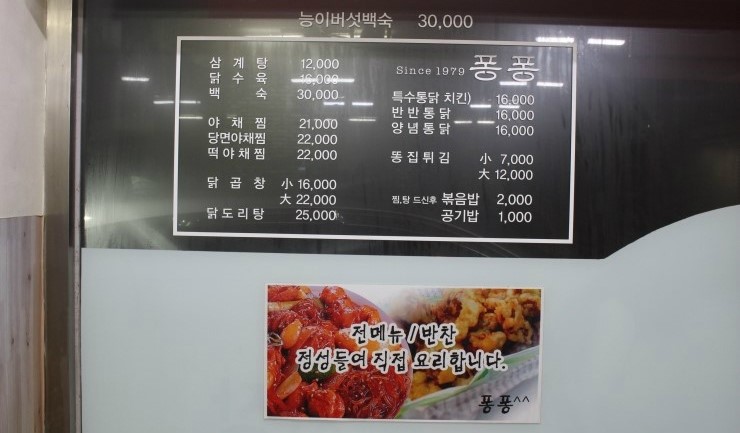 능이버섯백숙 30,000
삼 계 탕 12,000
닭 수 육 16,000
백 숙 30,000
야 채 찜 21,000
당면야채찜 22,000
떡야채찜 22,000
닭 곱 창 小 16,000
大 22,000
닭도리탕 25,000
Since 1979 퐁퐁
특수통닭 치킨) 16,000
반 반 통 닭 16,000
양 념 통 닭 16,000
똥 집 튀 김 小 7,000
大 12,000
찜,탕 드신후 볶음밥 2,000
공기밥 1,000
전메뉴 / 반찬
정성들여 직접 요리합니다.
퐁퐁^^